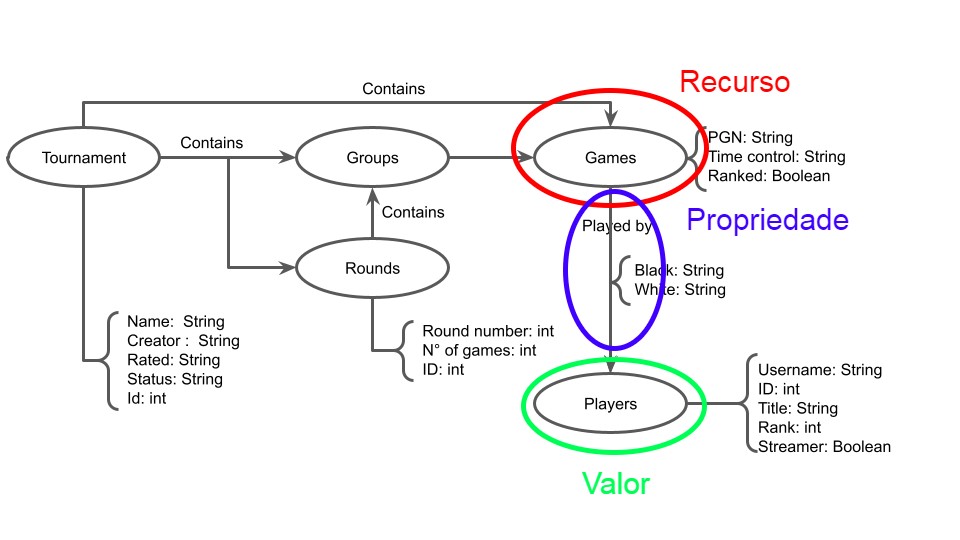 Recurso
Contains
PGN: String
Contains
Tournament
Groups
Games
Time control: String
Ranked: Boolean
Contains
Propriedade
Played by
Rounds
Black: String
White: String
Name:  String
Creator :  String
Rated: String
Status: String
Id: int
Round number: int
N° of games: int
ID: int
Players
Username: String
ID: int
Title: String
Rank: int
Streamer: Boolean
Valor